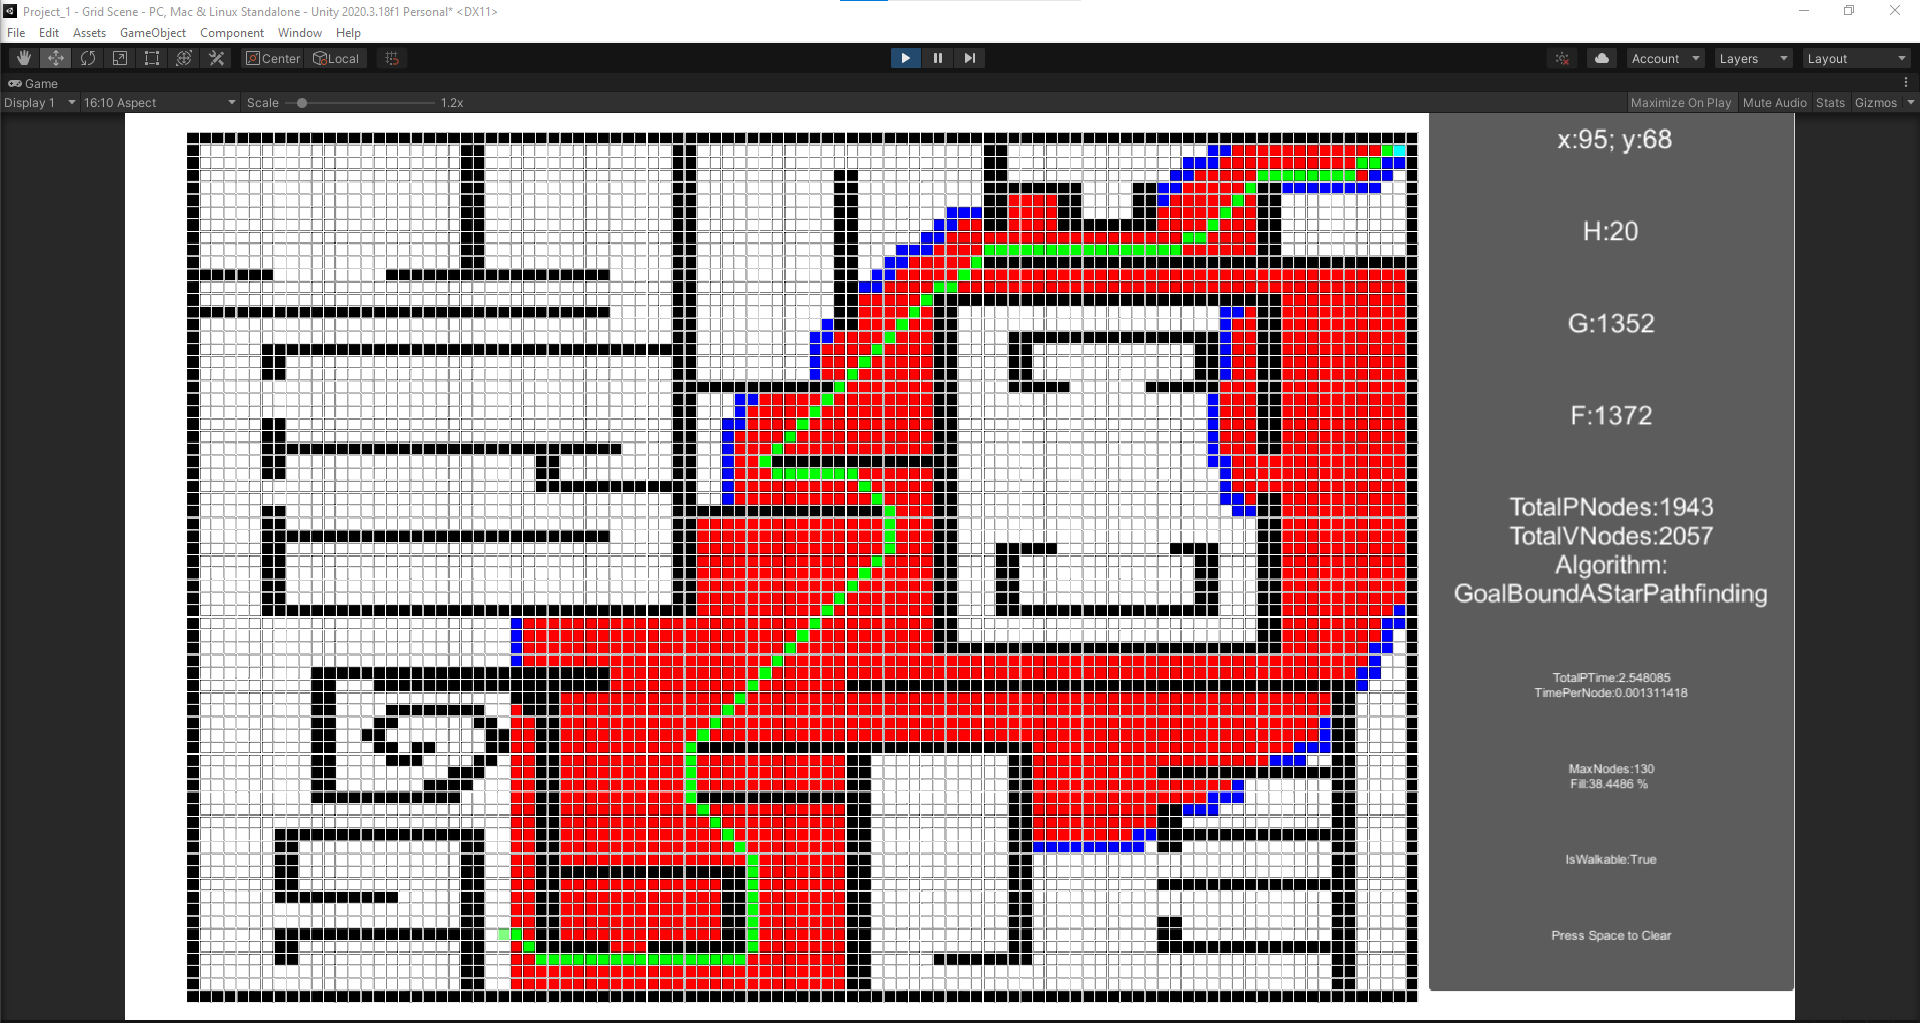 Project_1 - Grid Scene - PC, Mac & Linux Standalone - Unity 2020.3.18f1 Personal* <DX11>
File Edit Assets GameObject Component Window Help
Center Local Account Layers Layout
Game
Display 1 16:10 Aspect Scale 1.2x Maximize On Play Mute Audio Stats Gizmos
x:95; y:68
H:20
G:1352
F:1372
TotalPNodes:1943
TotalVNodes:2057
Algorithm:
GoalBoundAStarPathfinding
TotalPTime:2.548085
TimePerNode:0.001311418
MaxNodes:130
Fill:38.4486 %
IsWalkable:True
Press Space to Clear